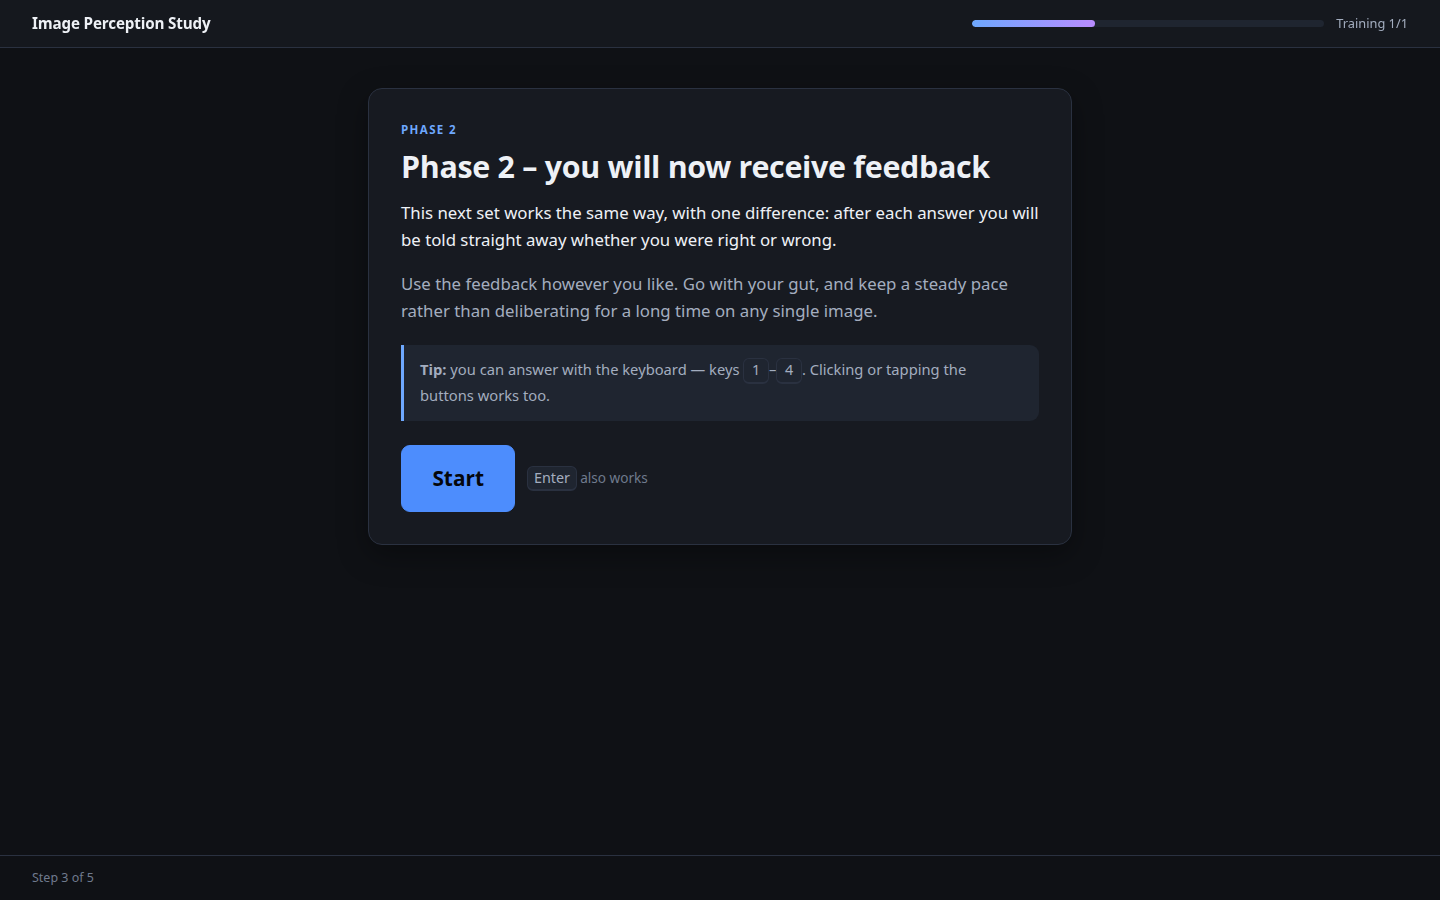 Image Perception Study
Training 1/1
PHASE 2
Phase 2 – you will now receive feedback
This next set works the same way, with one difference: after each answer you will
be told straight away whether you were right or wrong.
Use the feedback however you like. Go with your gut, and keep a steady pace
rather than deliberating for a long time on any single image.
Tip: you can answer with the keyboard — keys 1–4. Clicking or tapping the
buttons works too.
Start
Enter also works
Step 3 of 5